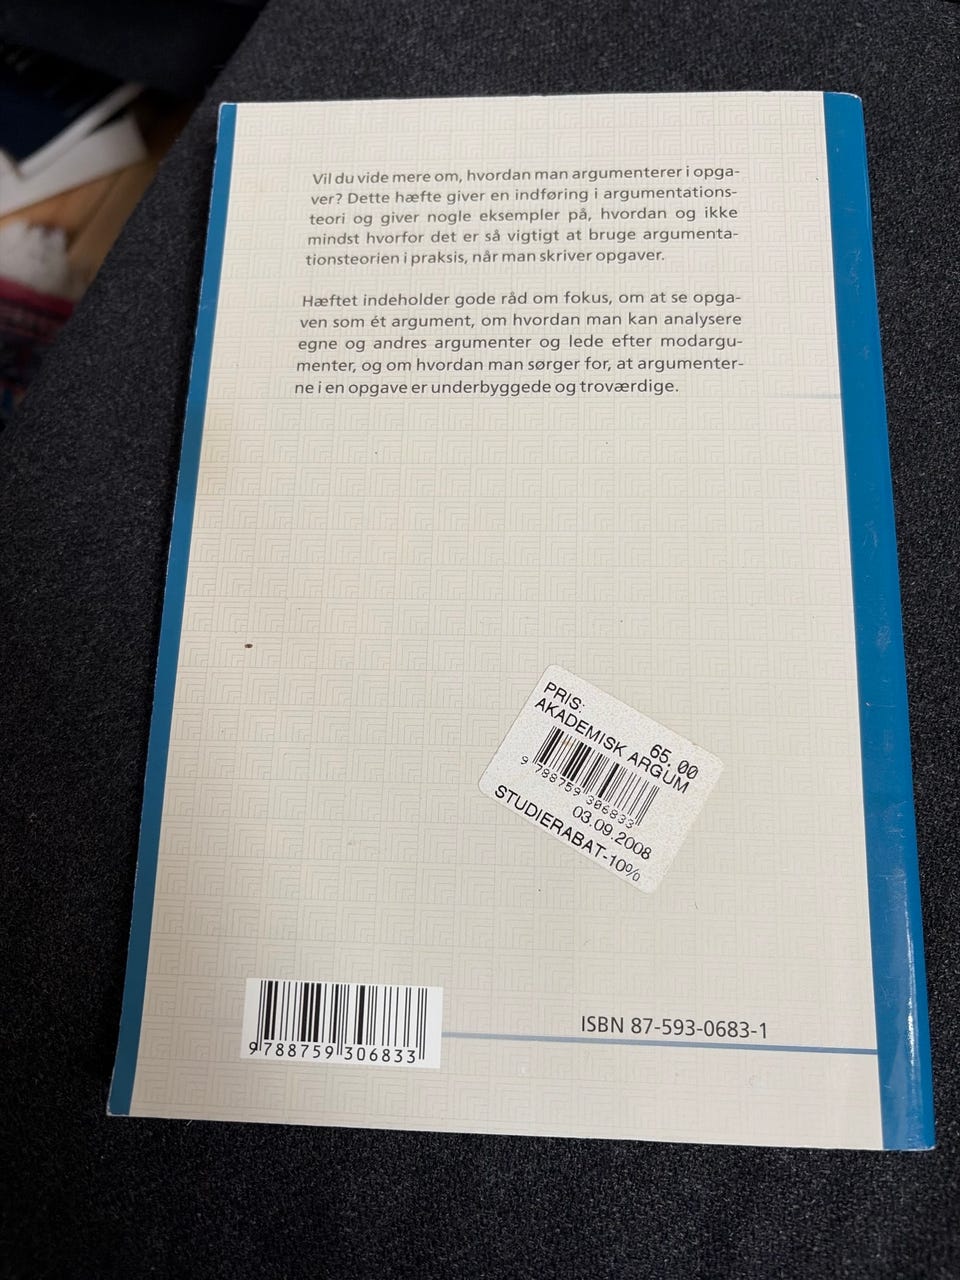 Vil du vide mere om, hvordan man argumenterer i opga-
ver? Dette hæfte giver en indføring i argumentations-
teori og giver nogle eksempler på, hvordan og ikke
mindst hvorfor det er så vigtigt at bruge argumenta-
tionsteorien i praksis, når man skriver opgaver.
Hæftet indeholder gode råd om fokus, om at se opga-
ven som ét argument, om hvordan man kan analysere
egne og andres argumenter og lede efter modargu-
menter, og om hvordan man sørger for, at argumenter-
ne i en opgave er underbyggede og troværdige.
PRIS: 65.00
AKADEMISK ARGUM
9 788759 306833
03.09.2008
STUDIERABAT-10%
ISBN 87-593-0683-1
9 788759 306833